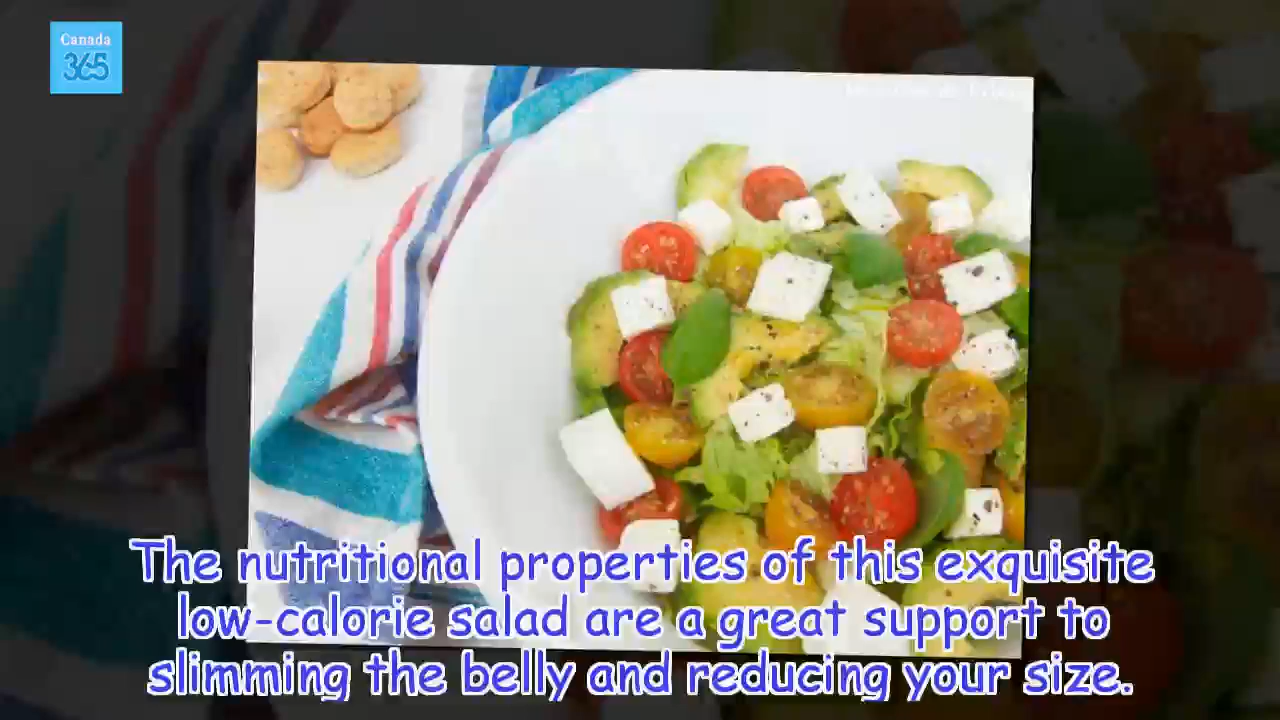 Canada
365
The nutritional properties of this exquisite
low-calorie salad are a great support to
slimming the belly and reducing your size.